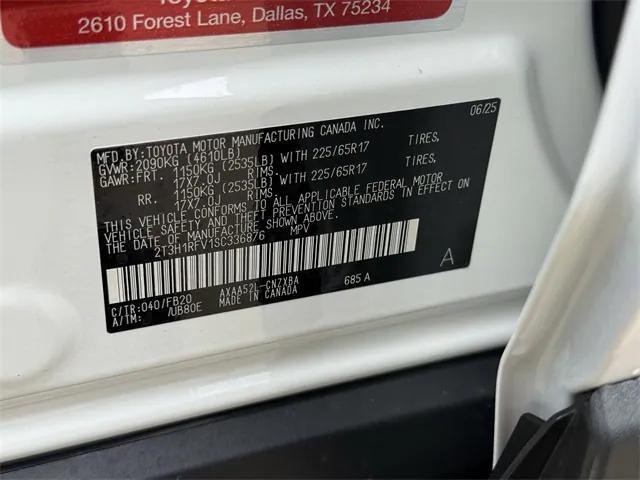 Toyota
2610 Forest Lane, Dallas, TX 75234
06/25
MFD.BY:TOYOTA MOTOR MANUFACTURING CANADA INC.
GVWR:2090KG (4610LB)
GAWR:FRT. 1150KG (2535LB) WITH 225/65R17 TIRES,
17X7.0J RIMS.
RR. 1150KG (2535LB) WITH 225/65R17 TIRES,
17X7.0J RIMS.
THIS VEHICLE CONFORMS TO ALL APPLICABLE FEDERAL MOTOR
VEHICLE SAFETY AND THEFT PREVENTION STANDARDS IN EFFECT ON
THE DATE OF MANUFACTURE SHOWN ABOVE.
2T3H1RFV1SC336876 MPV
A
C/TR:040/FB20 AXAA52L-CNZXBA 685A
A/TM: /UB80E MADE IN CANADA